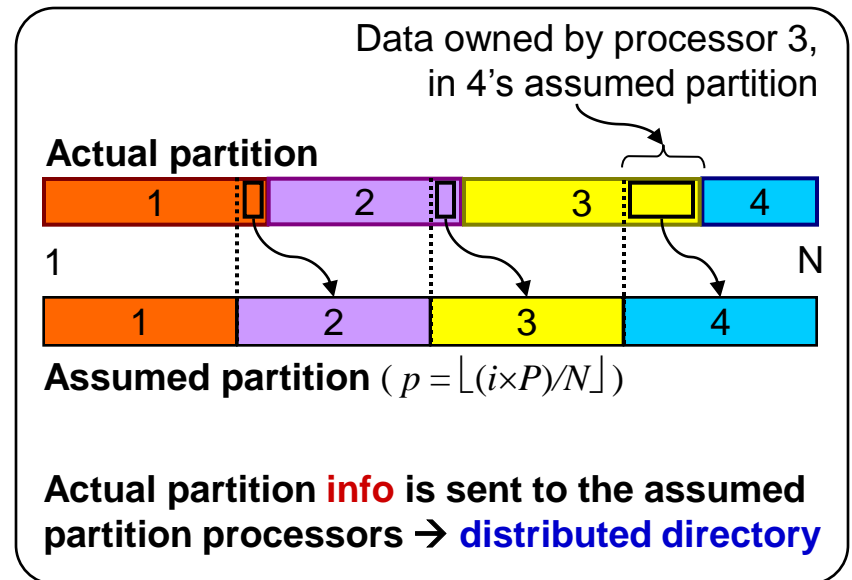 Data owned by processor 3,
in 4’s assumed partition
Actual partition
1 2 3 4
1 N
1 2 3 4
Assumed partition ( p = ⌊(i×P)/N⌋ )
Actual partition info is sent to the assumed
partition processors → distributed directory